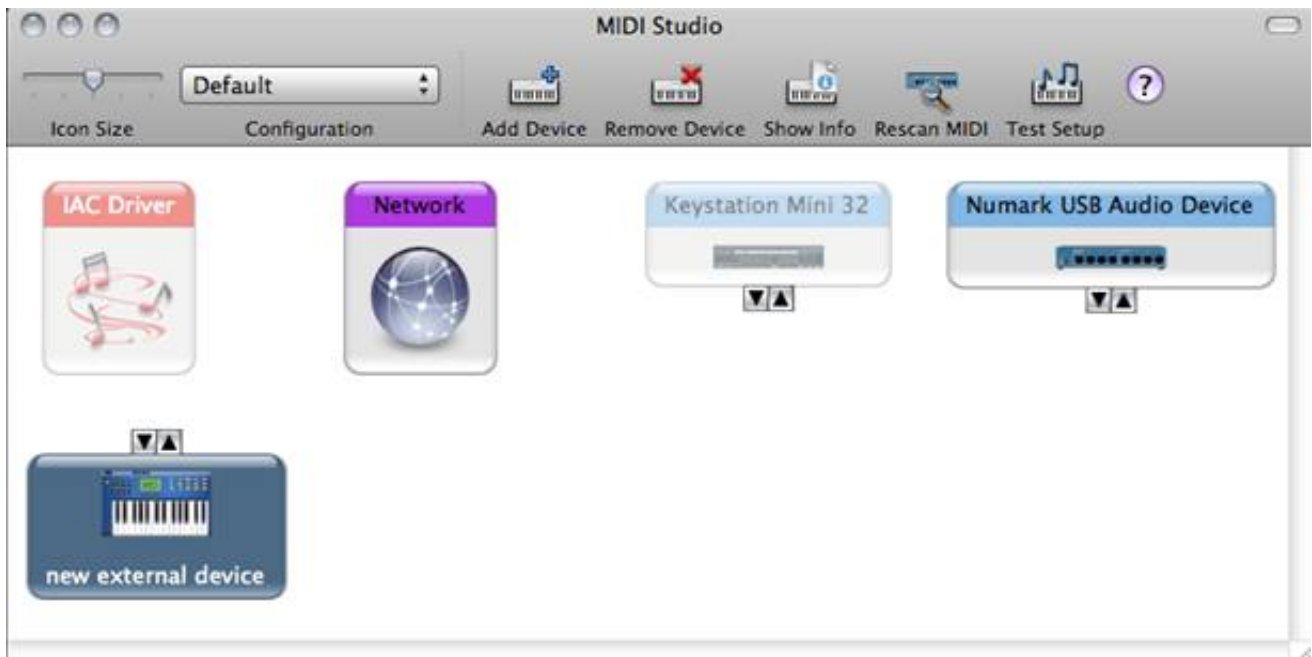 MIDI Studio
Default
?
Icon Size
Configuration
Add Device
Remove Device
Show Info
Rescan MIDI
Test Setup
IAC Driver
Network
Keystation Mini 32
Numark USB Audio Device
new external device